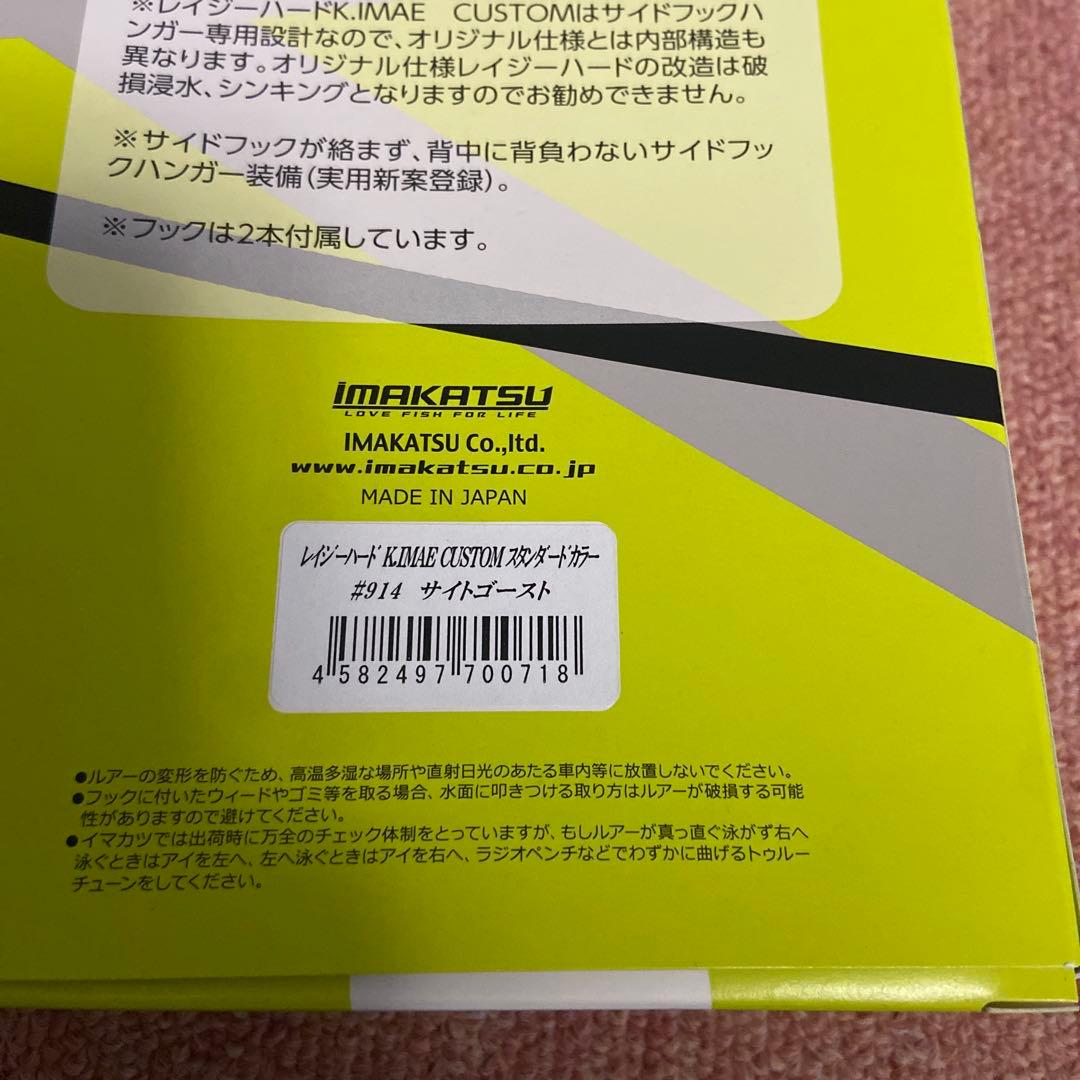 ※レイジーハードK.IMAE CUSTOMはサイドフックハ
ンガー専用設計なので、オリジナル仕様とは内部構造も
異なります。オリジナル仕様レイジーハードの改造は破
損浸水、シンキングとなりますのでお勧めできません。
※サイドフックが絡まず、背中に背負わないサイドフッ
クハンガー装備(実用新案登録)。
※フックは2本付属しています。
iMAKATSU
LOVE FISH FOR LIFE
IMAKATSU Co.,ltd.
www.imakatsu.co.jp
MADE IN JAPAN
レイジーハード K.IMAE CUSTOM スタンダードカラー
#914 サイトゴースト
4 582497 700718
●ルアーの変形を防ぐため、高温多湿な場所や直射日光のあたる車内等に放置しないでください。
●フックに付いたウィードやゴミ等を取る場合、水面に叩きつける取り方はルアーが破損する可能
性がありますので避けてください。
●イマカツでは出荷時に万全のチェック体制をとっていますが、もしルアーが真っ直ぐ泳がず右へ
泳ぐときはアイを左へ、左へ泳ぐときはアイを右へ、ラジオペンチなどでわずかに曲げるトゥルー
チューンをしてください。